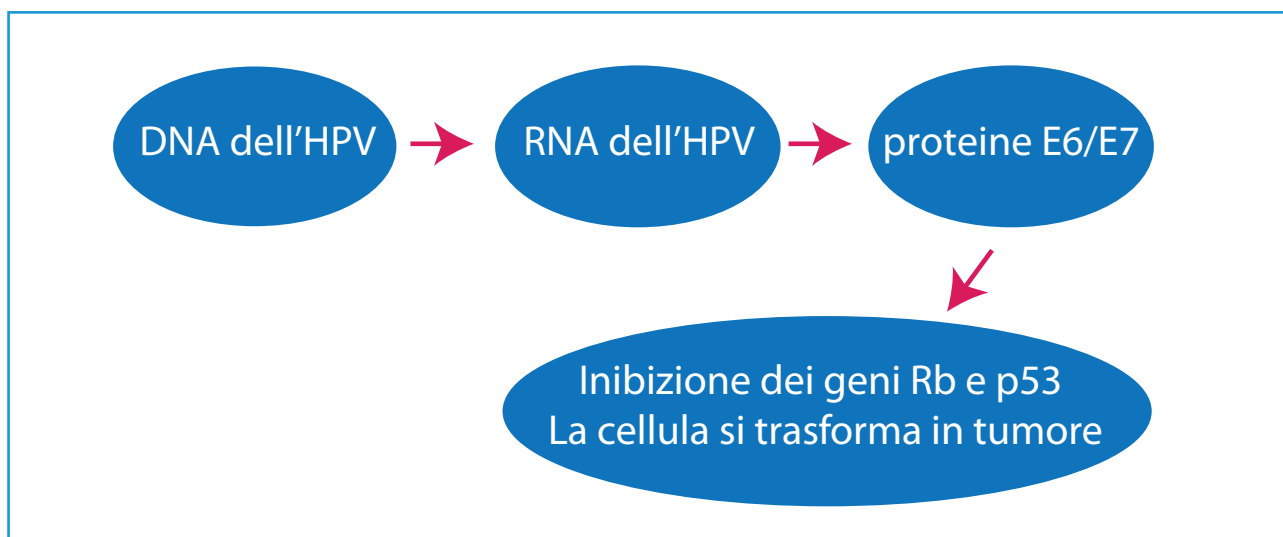 DNA dell’HPV
RNA dell’HPV
proteine E6/E7
Inibizione dei geni Rb e p53
La cellula si trasforma in tumore